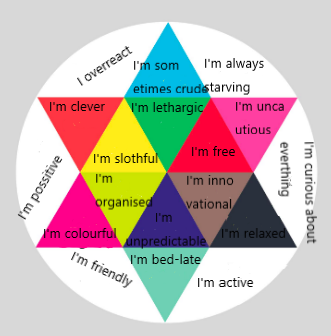 I overreact
I'm som
etimes crude
I'm always
starving
I'm clever
I'm lethargic
I'm unca
utious
I'm slothful
I'm free
I'm possitive
I'm
organised
I'm inno
vational
I'm curious about
everthiñg
I'm colourful
I'm
unpredictable
I'm relaxed
I'm friendly
I'm bed-late
I'm active